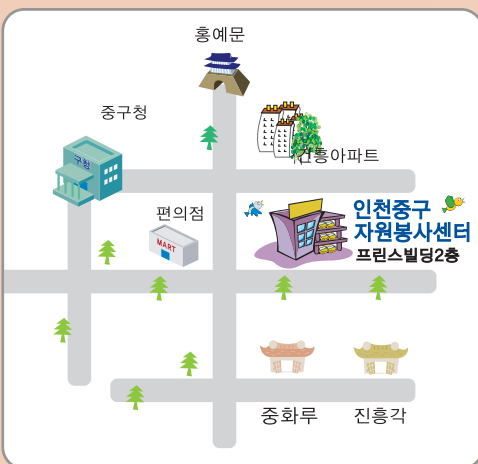 홍예문
중구청
구청
흥아파트
편의점
MART
인천중구
자원봉사센터
프린스빌딩2층
중화루
진흥각